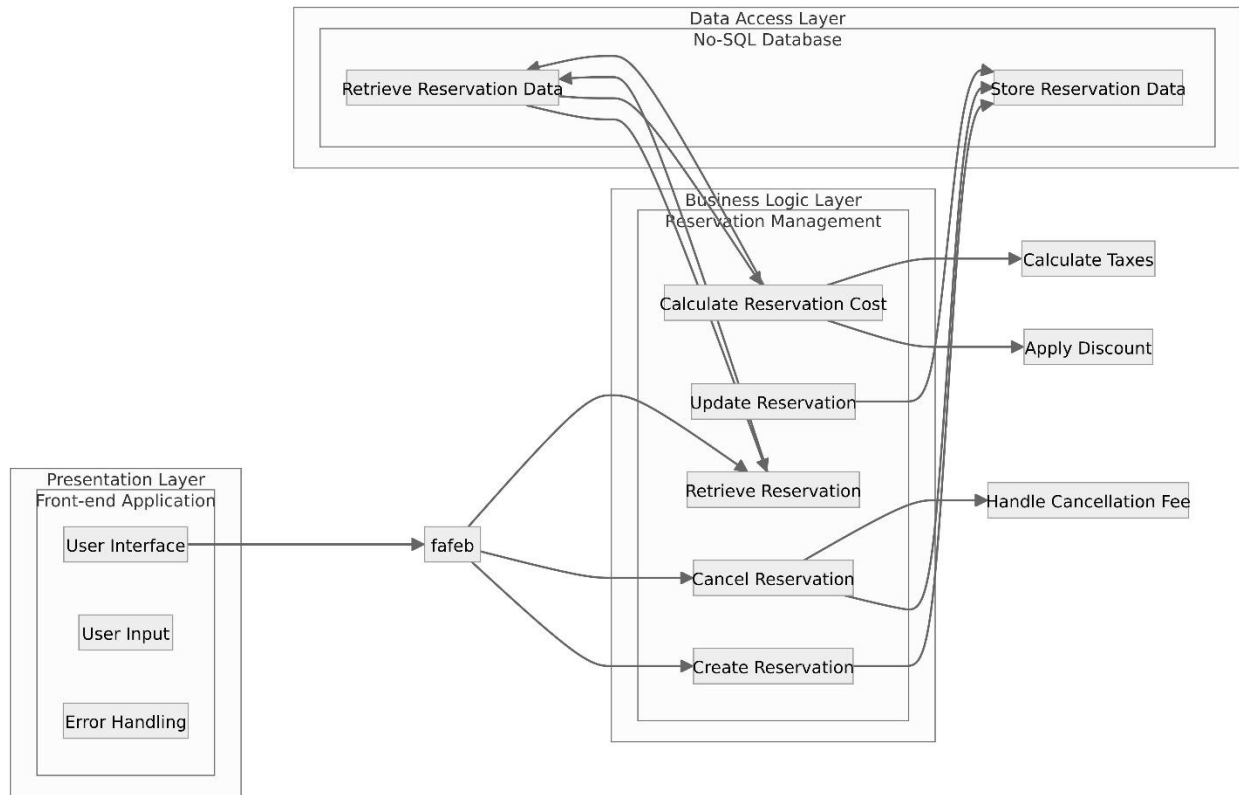 Data Access Layer
No-SQL Database
Retrieve Reservation Data
Store Reservation Data
Business Logic Layer
Reservation Management
Calculate Taxes
Calculate Reservation Cost
Apply Discount
Update Reservation
Retrieve Reservation
Handle Cancellation Fee
Presentation Layer
Front-end Application
User Interface
fafeb
Cancel Reservation
User Input
Create Reservation
Error Handling